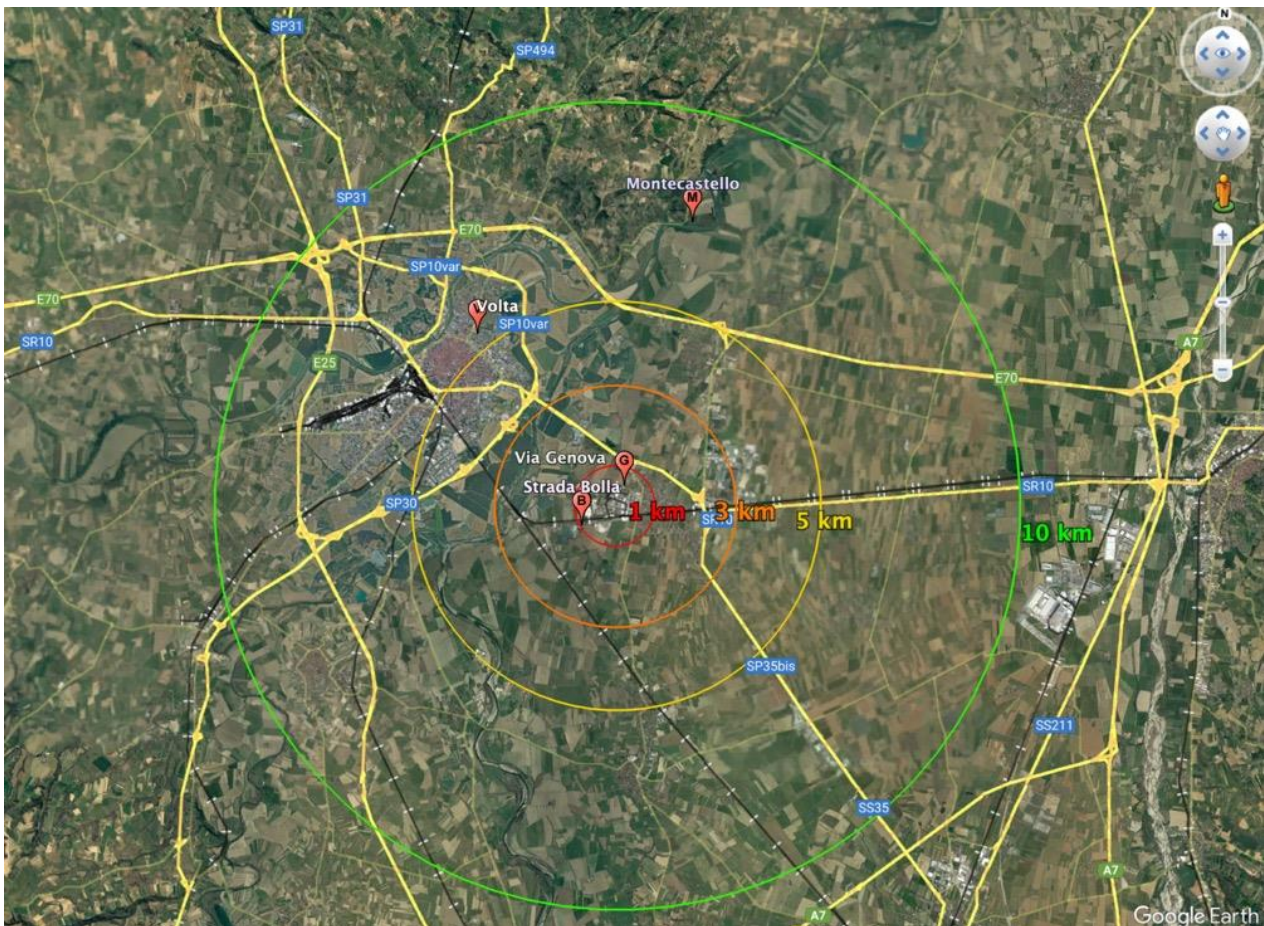 SP31
N
SP494
Montecastello
M
SP31
E70
SP10var
E70
Volta
SP10var
SR10
A7
E25
E70
Via Genova
G
Strada Bolla
B
SP30
SR10
1 km
3 km
5 km
10 km
SP35bis
SS211
SS35
A7
A7
Google Earth